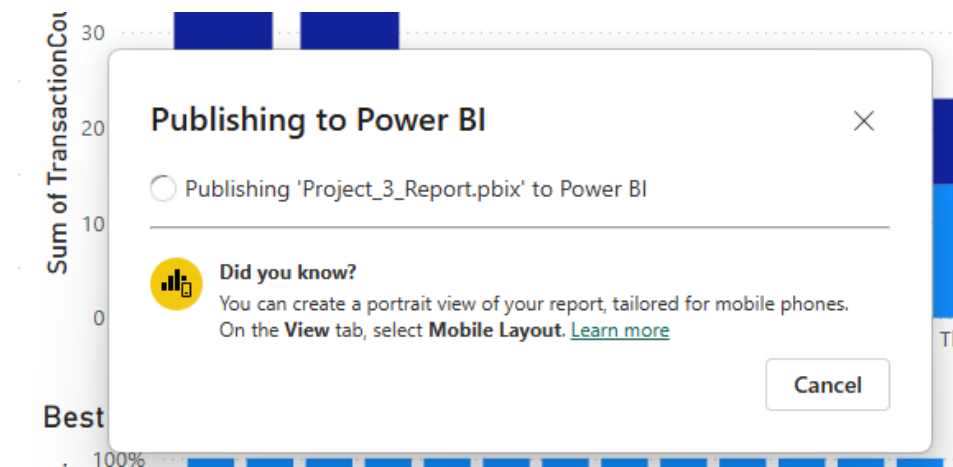 Sum of TransactionCou
30
20
10
0
Publishing to Power BI
Publishing 'Project_3_Report.pbix' to Power BI
Did you know?
You can create a portrait view of your report, tailored for mobile phones.
On the View tab, select Mobile Layout. Learn more
Cancel
Best
100%